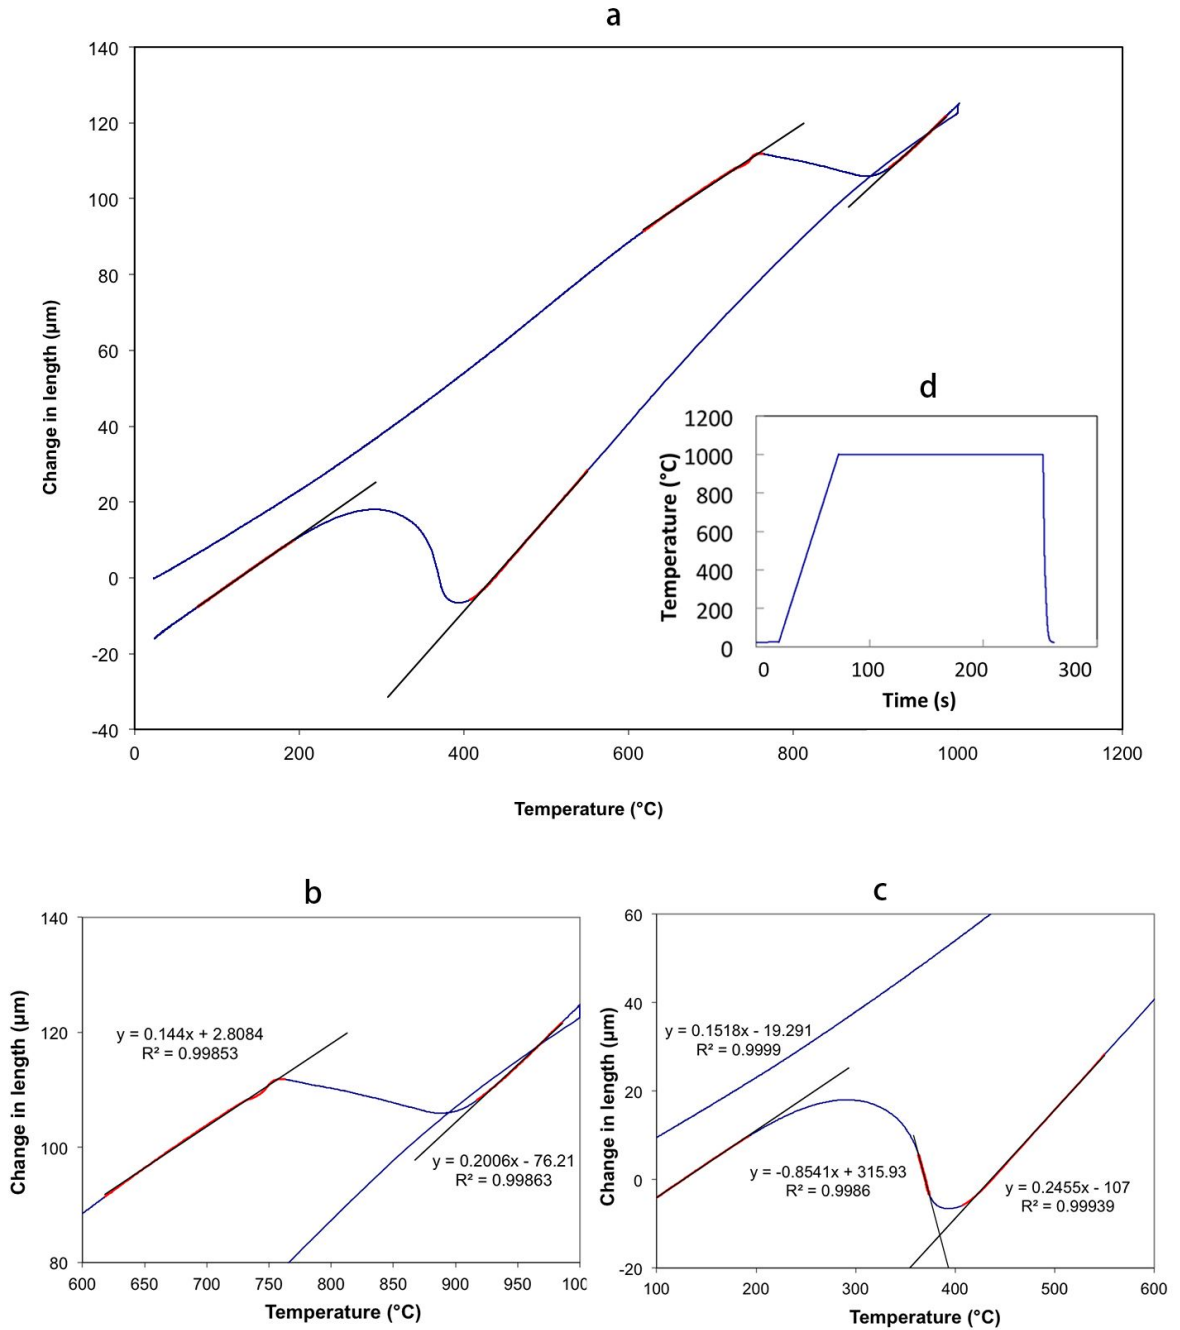 a
140
120
100
80
60
40
20
0
-20
-40
0 200 400 600 800 1000 1200
Change in length (µm)
Temperature (°C)
d
1200
1000
800
600
400
200
0
0 100 200 300
Temperature (°C)
Time (s)
b
140
120
100
80
600 650 700 750 800 850 900 950 100
Change in length (µm)
Temperature (°C)
y = 0.144x + 2.8084
R² = 0.99853
y = 0.2006x - 76.21
R² = 0.99863
c
60
40
20
0
-20
100 200 300 400 500 600
Change in length (µm)
Temperature (°C)
y = 0.1518x - 19.291
R² = 0.9999
y = -0.8541x + 315.93
R² = 0.9986
y = 0.2455x - 107
R² = 0.99939